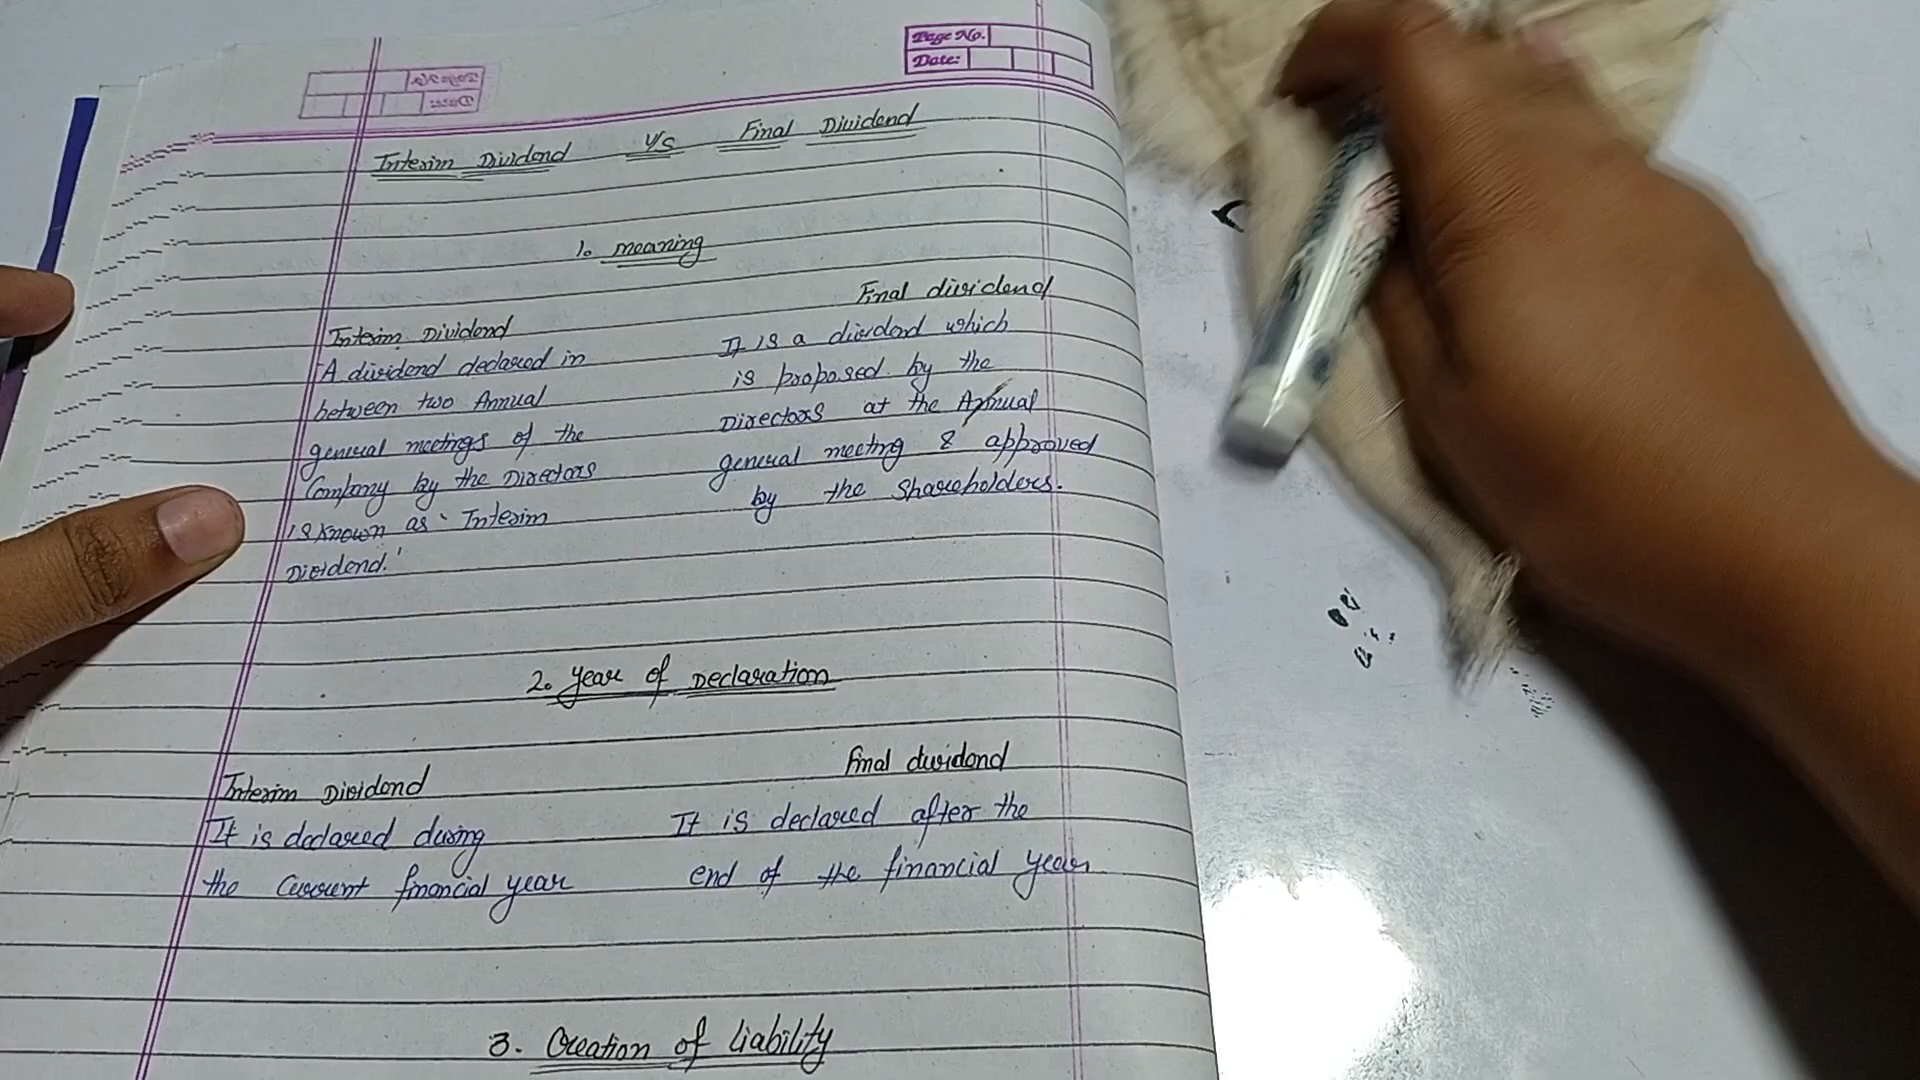 Page No.
Date:
Interim Dividend V/S Final Dividend
1. meaning
Interim Dividend
A dividend declared in
between two Annual
general meetings of the
Company by the Directors
is known as 'Interim
Dividend.'
Final dividend
It is a dividend which
is proposed by the
Directors at the Annual
general meeting & approved
by the Shareholders.
2. Year of Declaration
Interim Dividend
It is declared during
the Current financial year
Final dividend
It is declared after the
end of the financial year
3. Creation of liability